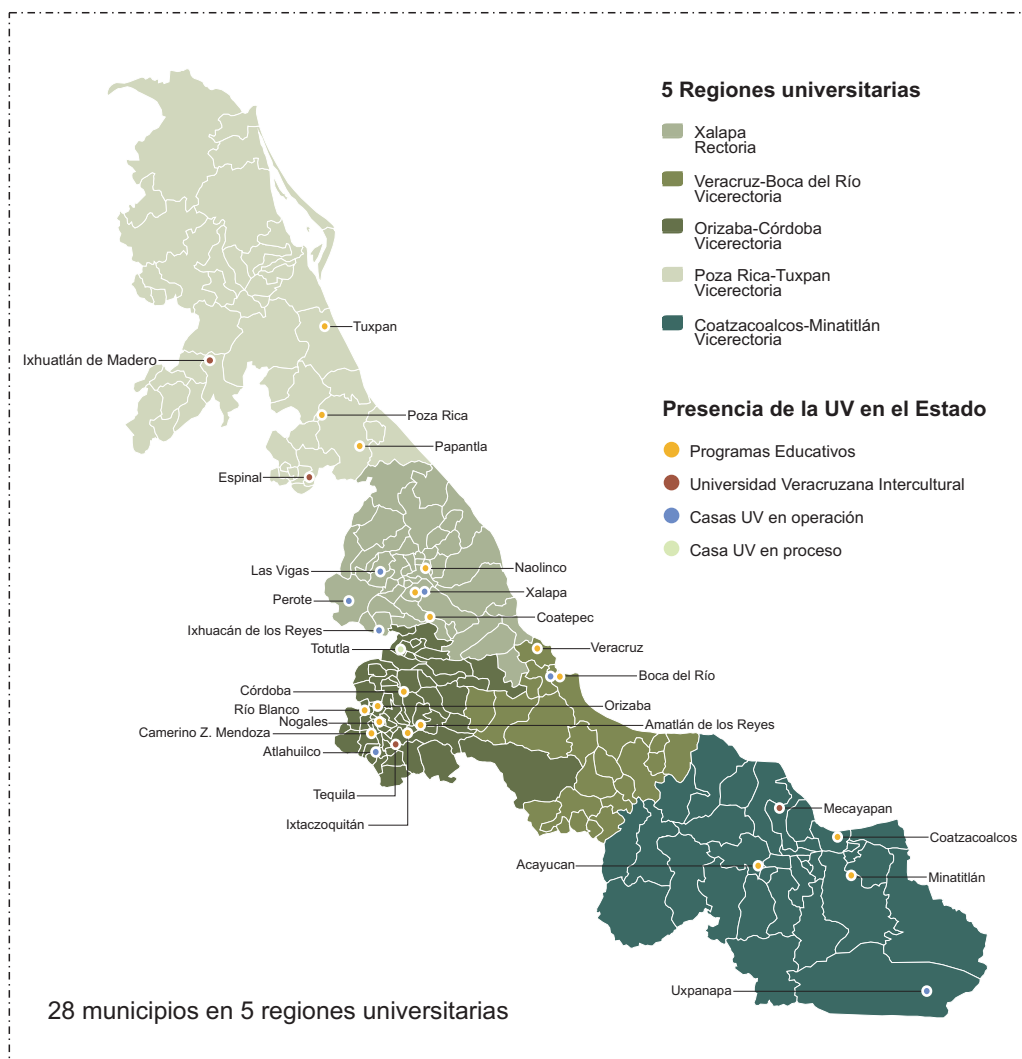 5 Regiones universitarias
Xalapa
Rectoria
Veracruz-Boca del Río
Vicerectoria
Orizaba-Córdoba
Vicerectoria
Poza Rica-Tuxpan
Vicerectoria
Coatzacoalcos-Minatitlán
Vicerectoria
Presencia de la UV en el Estado
Programas Educativos
Universidad Veracruzana Intercultural
Casas UV en operación
Casa UV en proceso
Tuxpan
Ixhuatlán de Madero
Poza Rica
Papantla
Espinal
Naolinco
Las Vigas
Xalapa
Perote
Coatepec
Ixhuacán de los Reyes
Totutla
Veracruz
Boca del Río
Córdoba
Orizaba
Río Blanco
Nogales
Amatlán de los Reyes
Camerino Z. Mendoza
Atlahuilco
Tequila
Ixtaczoquitán
Mecayapan
Coatzacoalcos
Acayucan
Minatitlán
Uxpanapa
28 municipios en 5 regiones universitarias